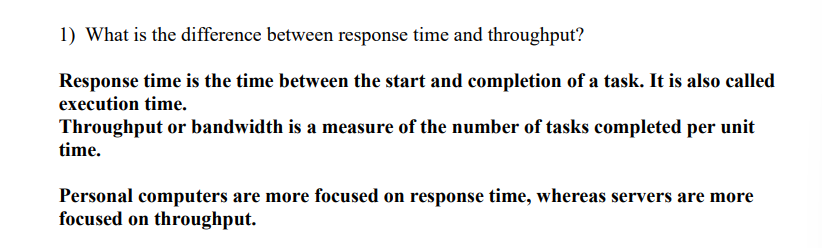 1) What is the difference between response time and throughput?
Response time is the time between the start and completion of a task. It is also called
execution time.
Throughput or bandwidth is a measure of the number of tasks completed per unit
time.
Personal computers are more focused on response time, whereas servers are more
focused on throughput.